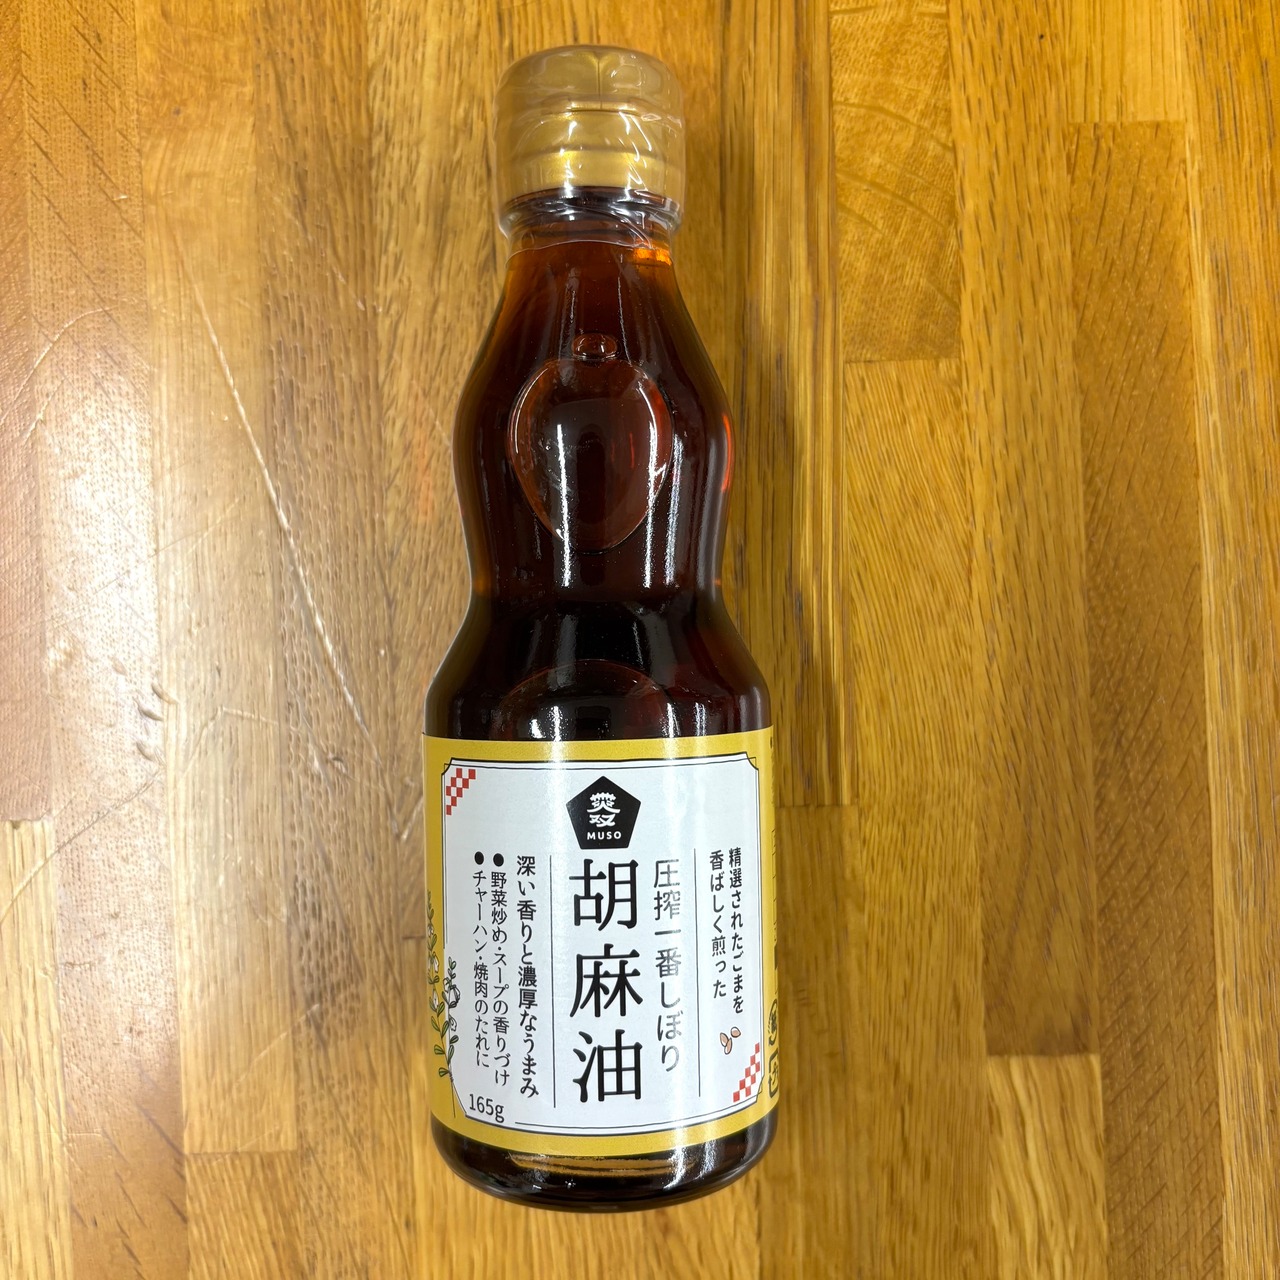 MUSO
精選されたごまを
香ばしく煎った
圧搾一番しぼり
胡麻油
深い香りと濃厚なうまみ
●野菜炒め・スープの香りづけ
●チャーハン・焼肉のたれに
165g